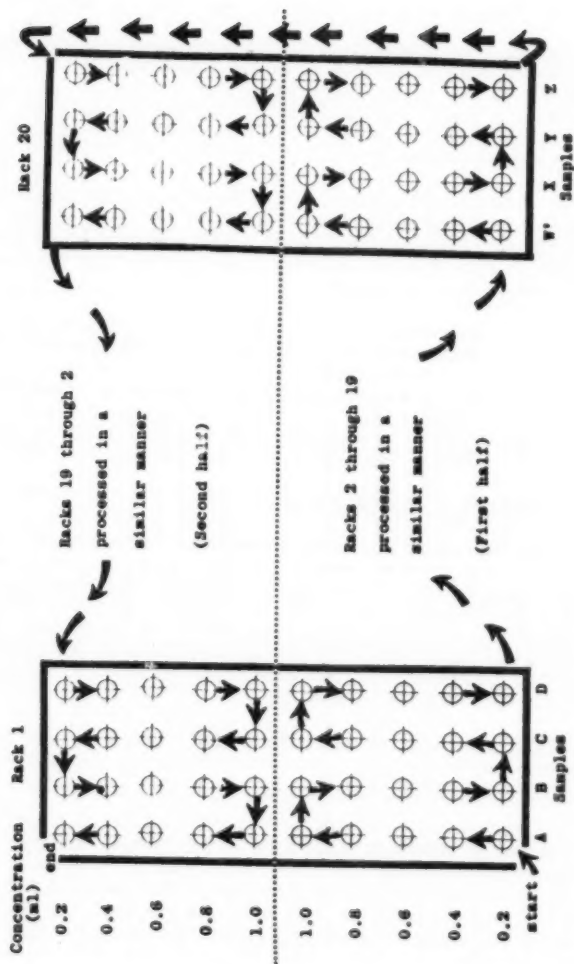 Concentration
(ml)
Rack 1
Rack 20
end
0.2
0.4
0.6
0.8
1.0
1.0
0.8
0.6
0.4
0.2
start
Racks 19 through 2
processed in a
similar manner
(Second half)
Racks 2 through 19
processed in a
similar manner
(First half)
A B C D
Samples
W' X Y Z
Samples